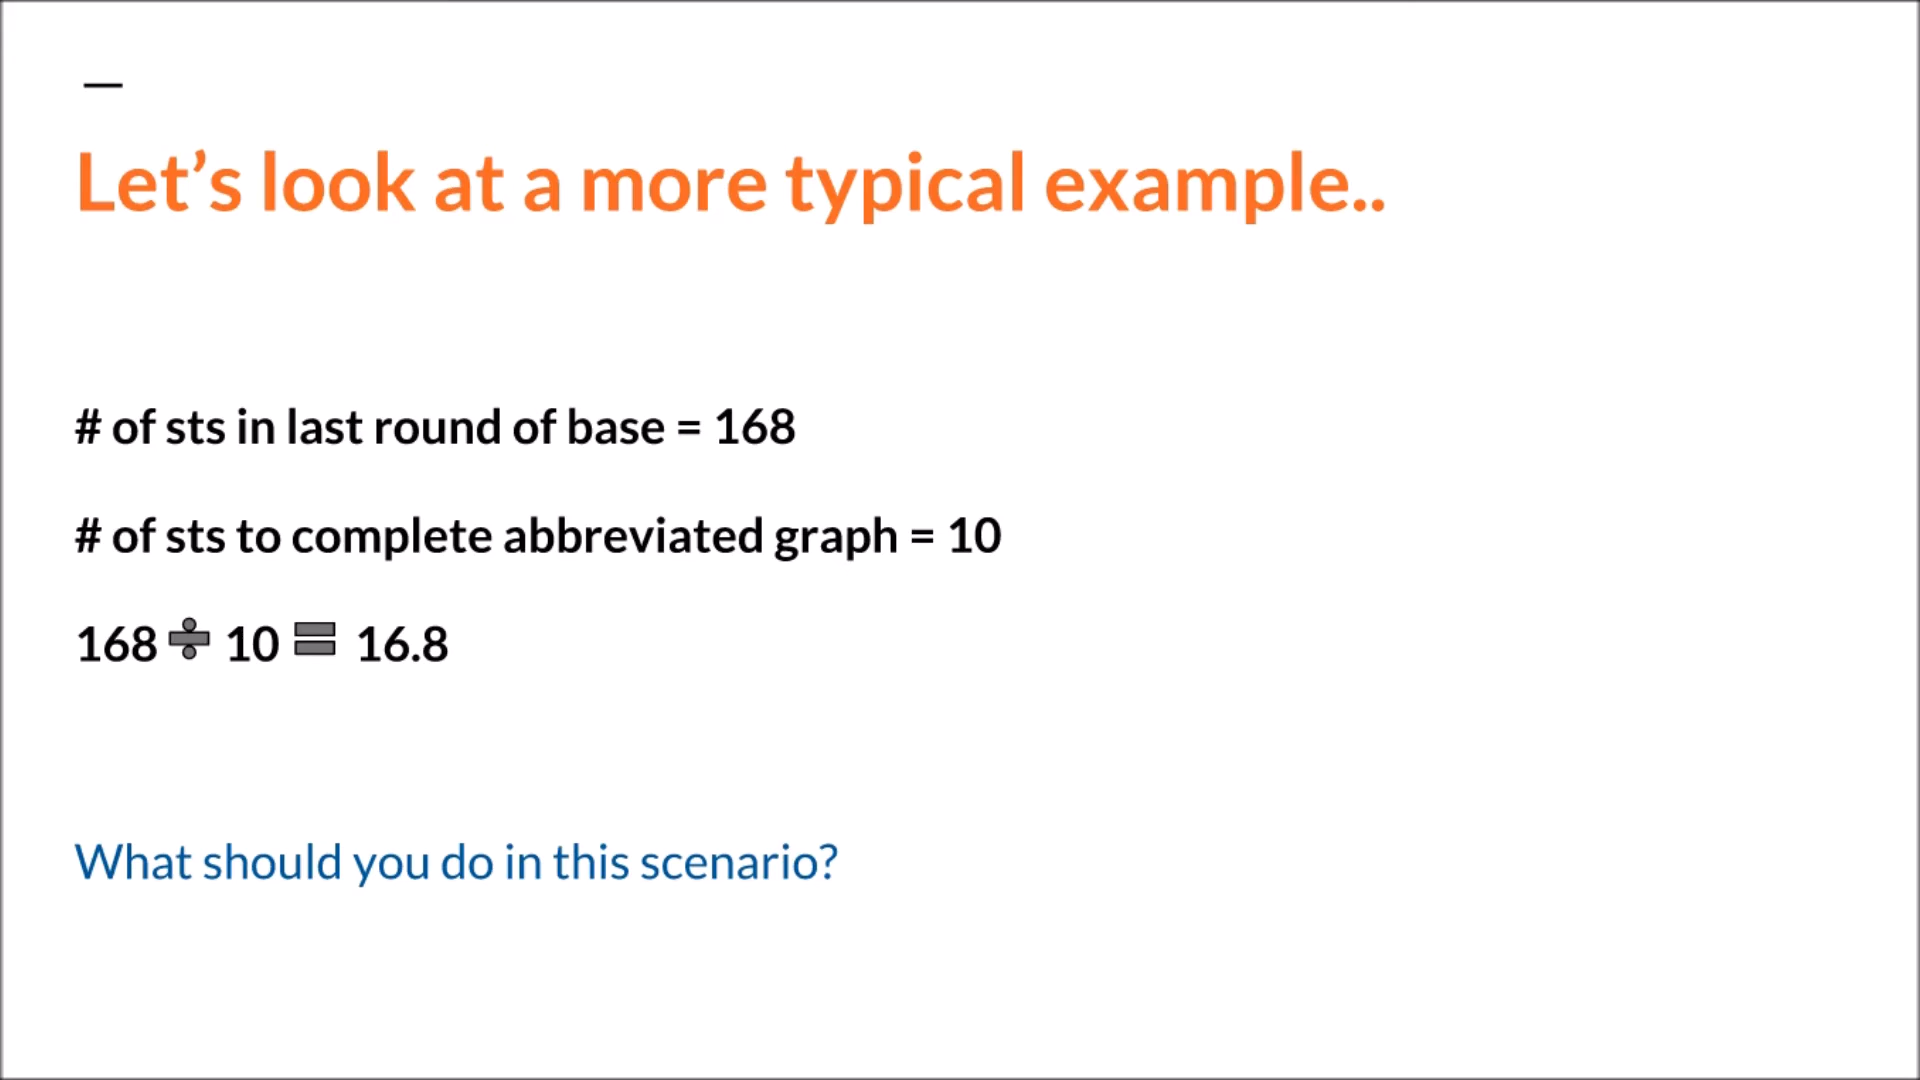 Let’s look at a more typical example..
# of sts in last round of base = 168
# of sts to complete abbreviated graph = 10
168 ÷ 10 = 16.8
What should you do in this scenario?